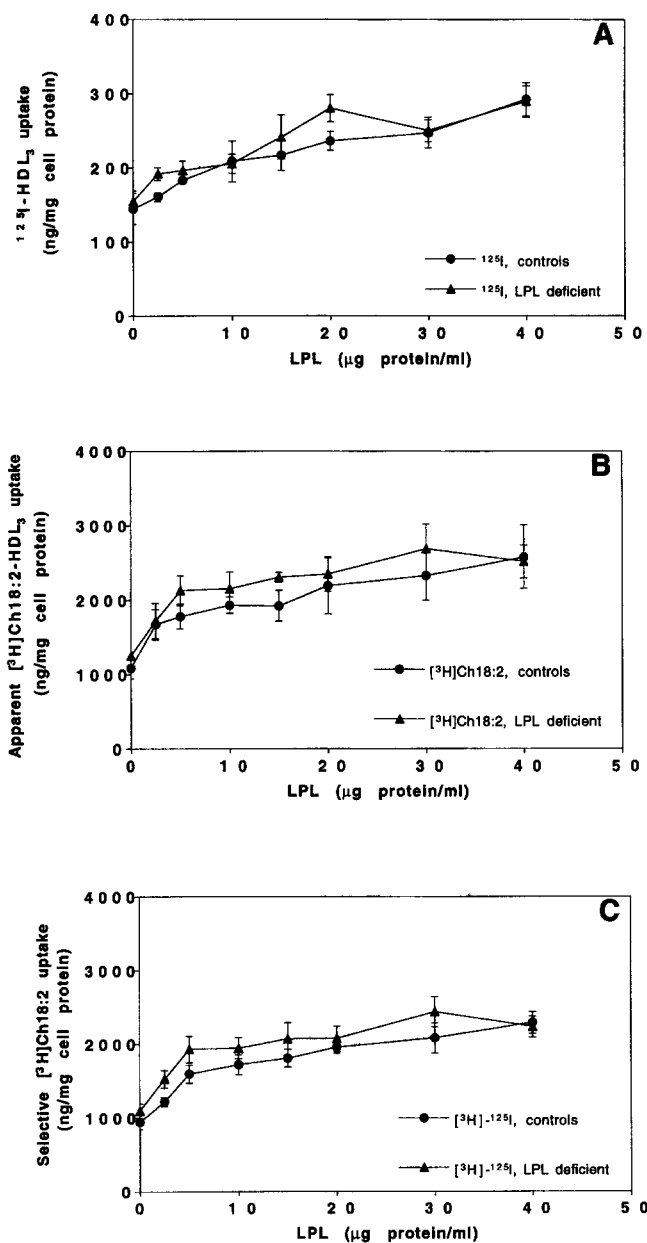 A
400
300
200
100
0
¹²⁵I-HDL₃ uptake
(ng/mg cell protein)
¹²⁵I, controls
¹²⁵I, LPL deficient
0 10 20 30 40 50
LPL (µg protein/ml)
B
4000
3000
2000
1000
0
Apparent [³H]Ch18:2-HDL₃ uptake
(ng/mg cell protein)
[³H]Ch18:2, controls
[³H]Ch18:2, LPL deficient
0 10 20 30 40 50
LPL (µg protein/ml)
C
4000
3000
2000
1000
0
Selective [³H]Ch18:2 uptake
(ng/mg cell protein)
[³H]-¹²⁵I, controls
[³H]-¹²⁵I, LPL deficient
0 10 20 30 40 50
LPL (µg protein/ml)